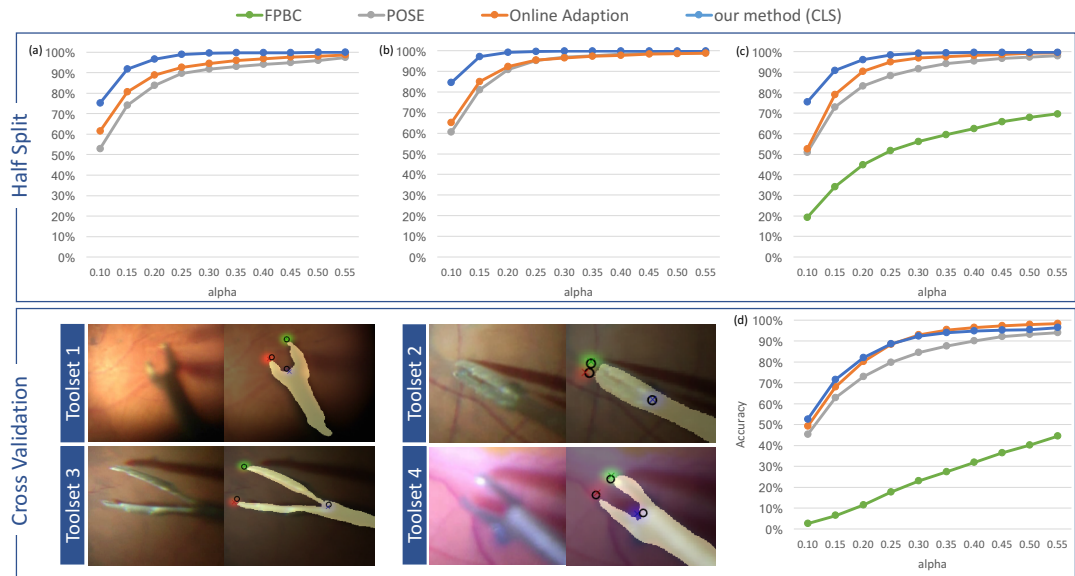 FPBC POSE Online Adaption our method (CLS)
Half Split
(a)
100%
90%
80%
70%
60%
50%
40%
30%
20%
10%
0%
0.10 0.15 0.20 0.25 0.30 0.35 0.40 0.45 0.50 0.55
alpha
(b)
100%
90%
80%
70%
60%
50%
40%
30%
20%
10%
0%
0.10 0.15 0.20 0.25 0.30 0.35 0.40 0.45 0.50 0.55
alpha
(c)
100%
90%
80%
70%
60%
50%
40%
30%
20%
10%
0%
0.10 0.15 0.20 0.25 0.30 0.35 0.40 0.45 0.50 0.55
alpha
Cross Validation
Toolset 1
Toolset 2
Toolset 3
Toolset 4
(d)
Accuracy
100%
90%
80%
70%
60%
50%
40%
30%
20%
10%
0%
0.10 0.15 0.20 0.25 0.30 0.35 0.40 0.45 0.50 0.55
alpha